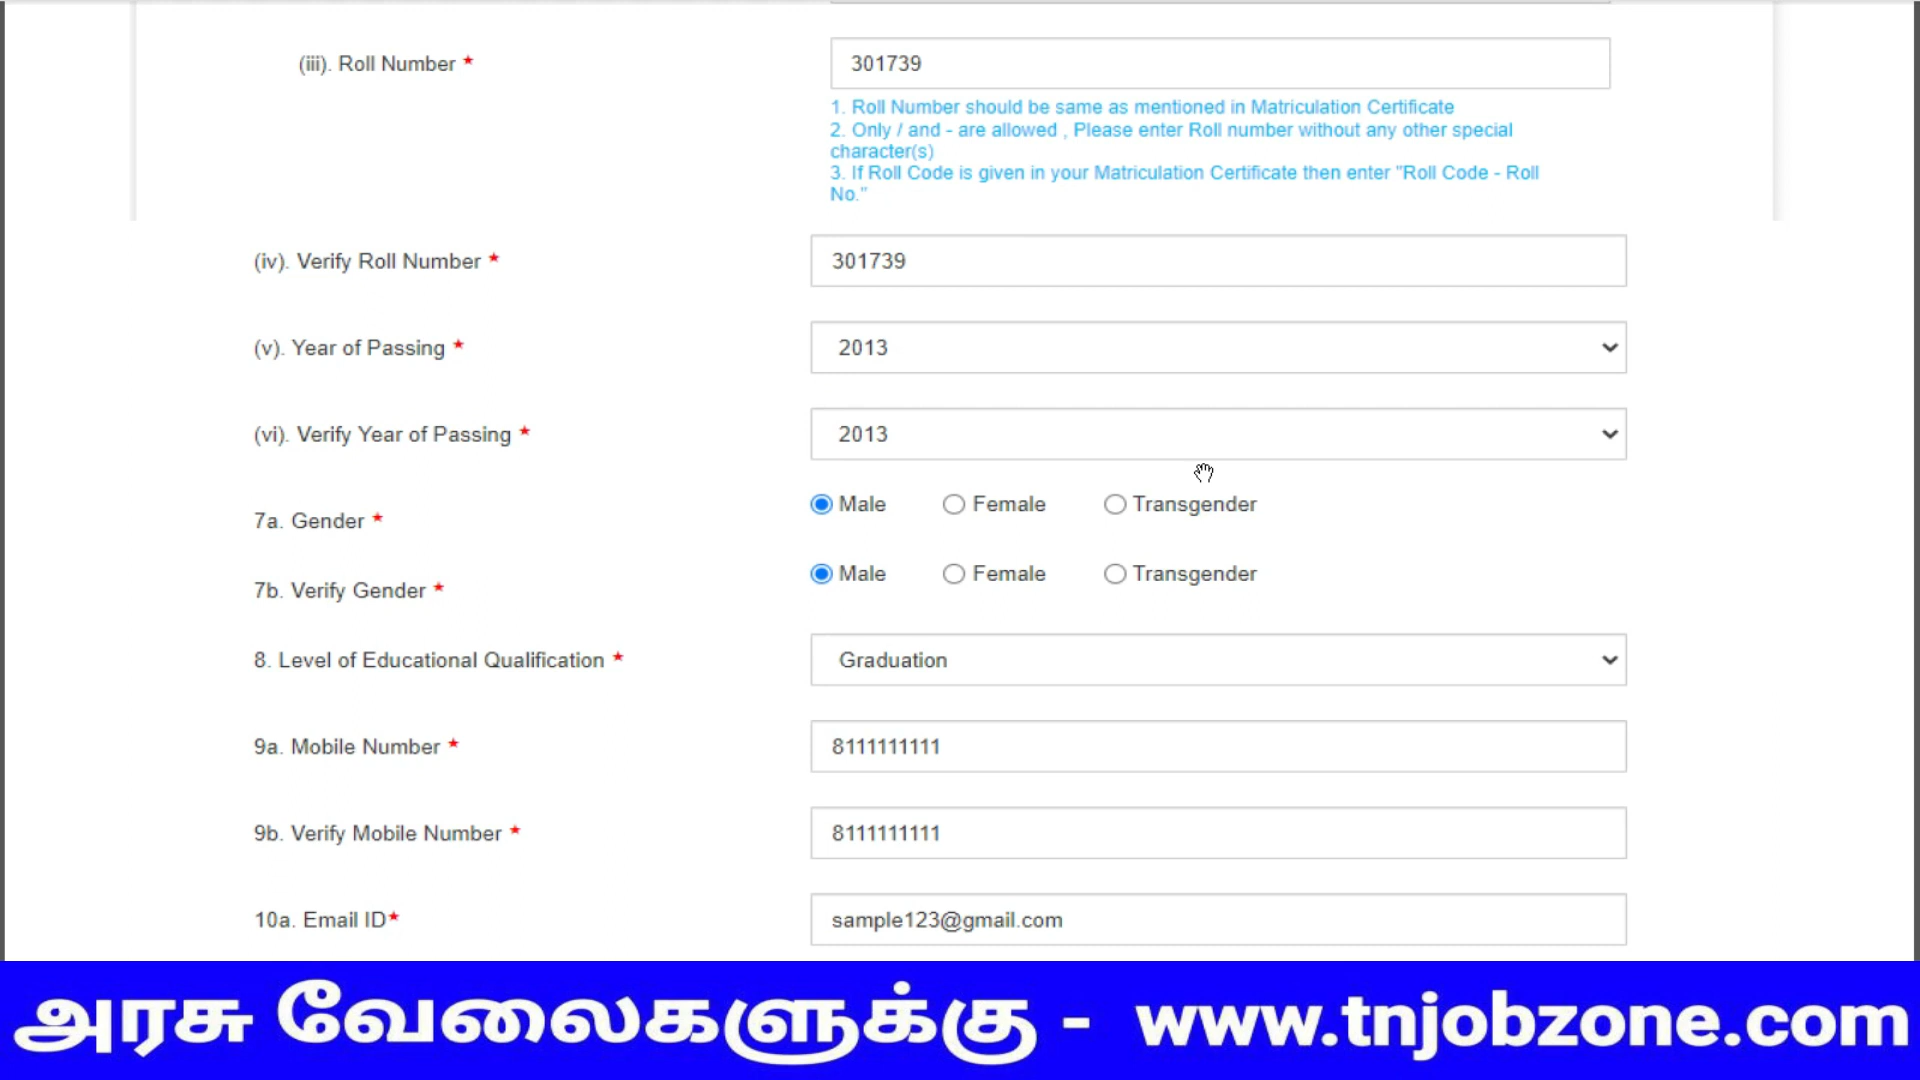 (iii). Roll Number *
301739
1. Roll Number should be same as mentioned in Matriculation Certificate
2. Only / and - are allowed , Please enter Roll number without any other special
character(s)
3. If Roll Code is given in your Matriculation Certificate then enter "Roll Code - Roll
No."
(iv). Verify Roll Number *
301739
(v). Year of Passing *
2013
(vi). Verify Year of Passing *
2013
7a. Gender *
Male Female Transgender
7b. Verify Gender *
Male Female Transgender
8. Level of Educational Qualification *
Graduation
9a. Mobile Number *
8111111111
9b. Verify Mobile Number *
8111111111
10a. Email ID*
sample123@gmail.com
அரசு வேலைகளுக்கு - www.tnjobzone.com